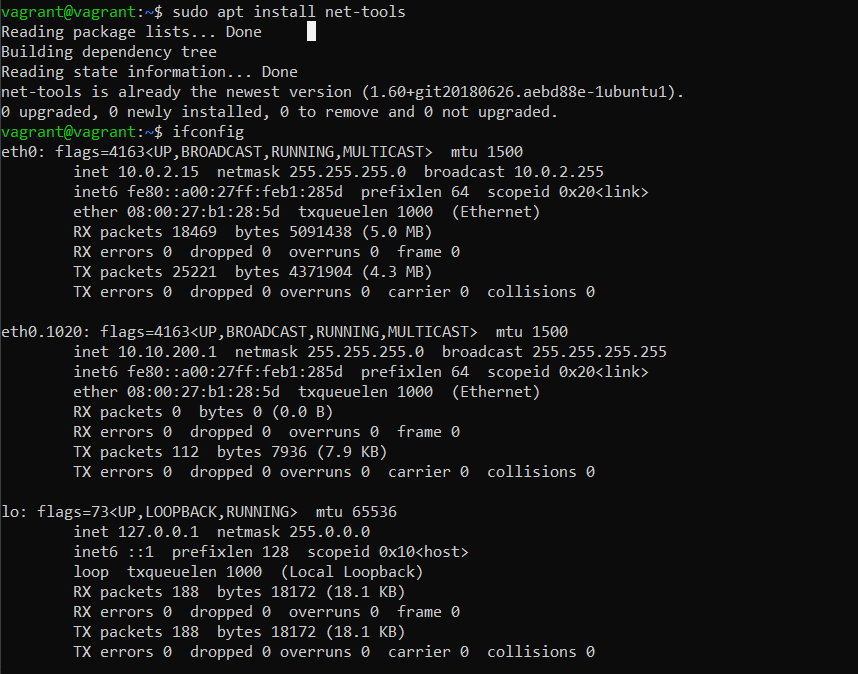 vagrant@vagrant:~$ sudo apt install net-tools
Reading package lists... Done
Building dependency tree
Reading state information... Done
net-tools is already the newest version (1.60+git20180626.aebd88e-1ubuntu1).
0 upgraded, 0 newly installed, 0 to remove and 0 not upgraded.
vagrant@vagrant:~$ ifconfig
eth0: flags=4163<UP,BROADCAST,RUNNING,MULTICAST>  mtu 1500
        inet 10.0.2.15  netmask 255.255.255.0  broadcast 10.0.2.255
        inet6 fe80::a00:27ff:feb1:285d  prefixlen 64  scopeid 0x20<link>
        ether 08:00:27:b1:28:5d  txqueuelen 1000  (Ethernet)
        RX packets 18469  bytes 5091438 (5.0 MB)
        RX errors 0  dropped 0  overruns 0  frame 0
        TX packets 25221  bytes 4371904 (4.3 MB)
        TX errors 0  dropped 0 overruns 0  carrier 0  collisions 0

eth0.1020: flags=4163<UP,BROADCAST,RUNNING,MULTICAST>  mtu 1500
        inet 10.10.200.1  netmask 255.255.255.0  broadcast 255.255.255.255
        inet6 fe80::a00:27ff:feb1:285d  prefixlen 64  scopeid 0x20<link>
        ether 08:00:27:b1:28:5d  txqueuelen 1000  (Ethernet)
        RX packets 0  bytes 0 (0.0 B)
        RX errors 0  dropped 0  overruns 0  frame 0
        TX packets 112  bytes 7936 (7.9 KB)
        TX errors 0  dropped 0 overruns 0  carrier 0  collisions 0

lo: flags=73<UP,LOOPBACK,RUNNING>  mtu 65536
        inet 127.0.0.1  netmask 255.0.0.0
        inet6 ::1  prefixlen 128  scopeid 0x10<host>
        loop  txqueuelen 1000  (Local Loopback)
        RX packets 188  bytes 18172 (18.1 KB)
        RX errors 0  dropped 0  overruns 0  frame 0
        TX packets 188  bytes 18172 (18.1 KB)
        TX errors 0  dropped 0 overruns 0  carrier 0  collisions 0